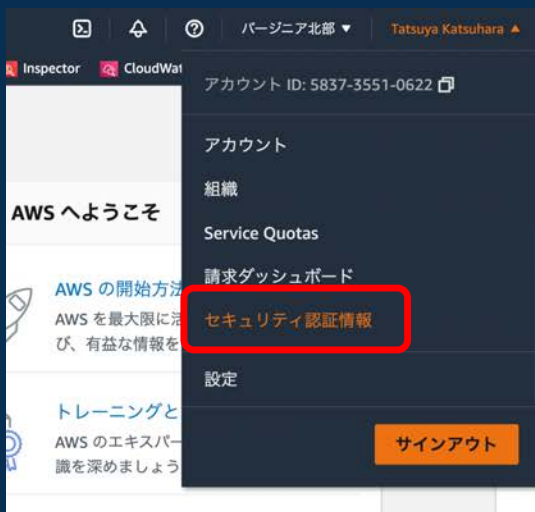 バージニア北部 ▼ Tatsuya Katsuhara ▲
Inspector CloudWat
アカウント ID: 5837-3551-0622
アカウント
組織
AWS へようこそ
Service Quotas
請求ダッシュボード
AWS の開始方法
セキュリティ認証情報
AWS を最大限に活
び、有益な情報を
設定
トレーニングと
サインアウト
AWS のエキスパー
識を深めましょう